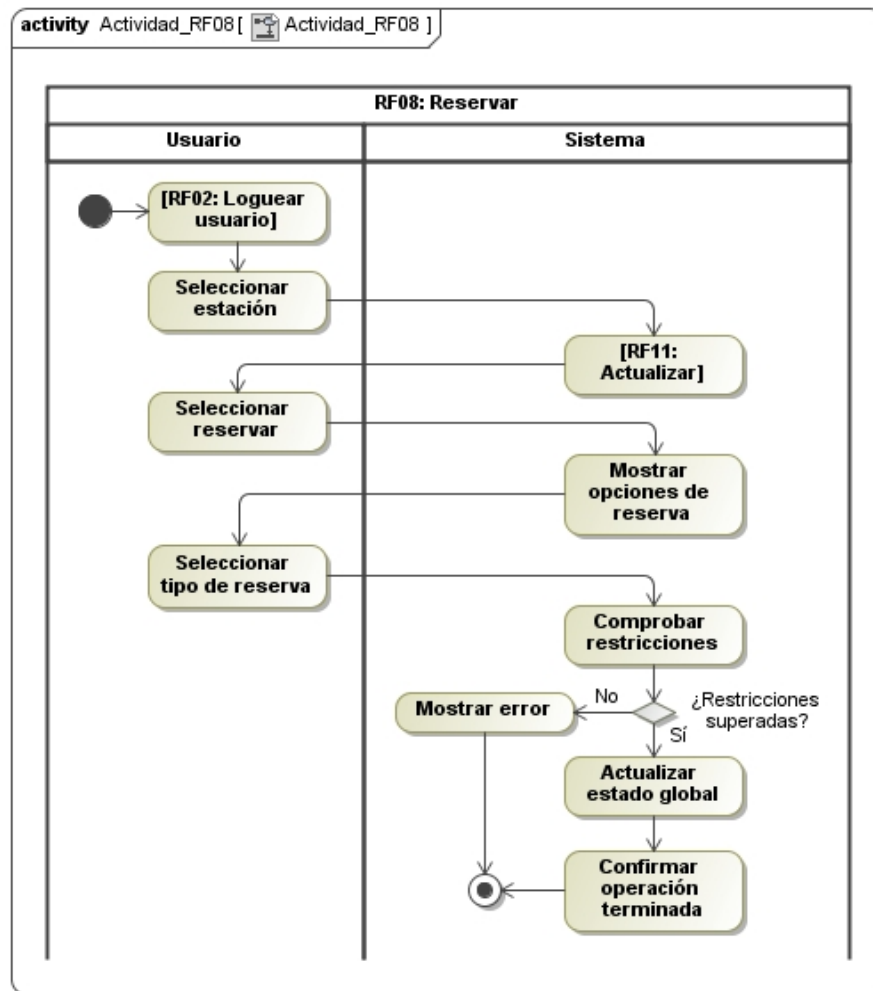 activity Actividad_RF08 [ Actividad_RF08 ]
RF08: Reservar
Usuario
Sistema
[RF02: Loguear
usuario]
Seleccionar
estación
[RF11:
Actualizar]
Seleccionar
reservar
Mostrar
opciones de
reserva
Seleccionar
tipo de reserva
Comprobar
restricciones
No
¿Restricciones
superadas?
Mostrar error
Sí
Actualizar
estado global
Confirmar
operación
terminada